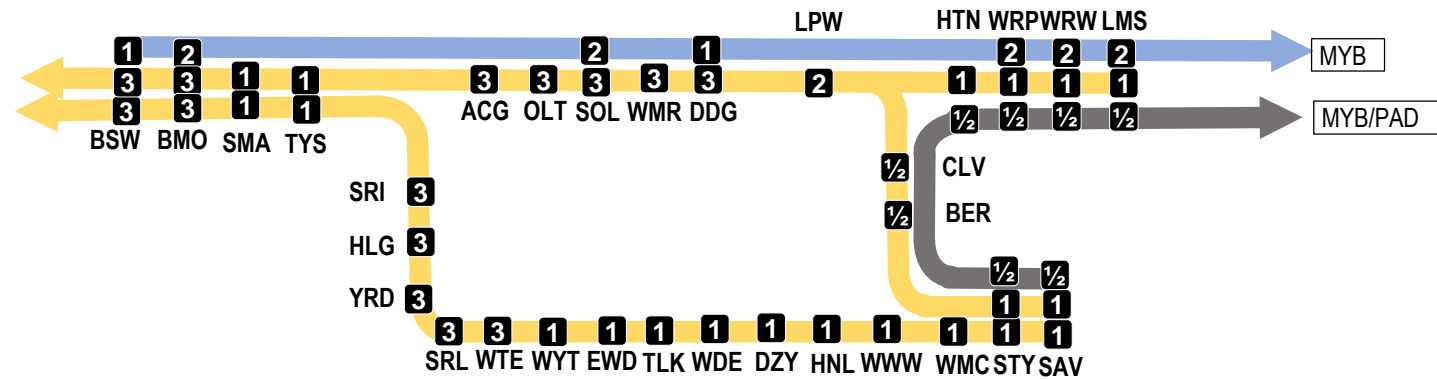 LPW HTN WRP WRW LMS
1 2 2 1 2 2 2
MYB
3 3 1 1 3 3 3 3 3 2 1 1 1 1
3 3 1 1
ACG OLT SOL WMR DDG
½ ½ ½ ½
MYB/PAD
BSW BMO SMA TYS
½ CLV
SRI 3
½ BER
HLG 3
½ ½
YRD 3
1 1
3 3 1 1 1 1 1 1 1 1 1 1
SRL WTE WYT EWD TLK WDE DZY HNL WWW WMC STY SAV